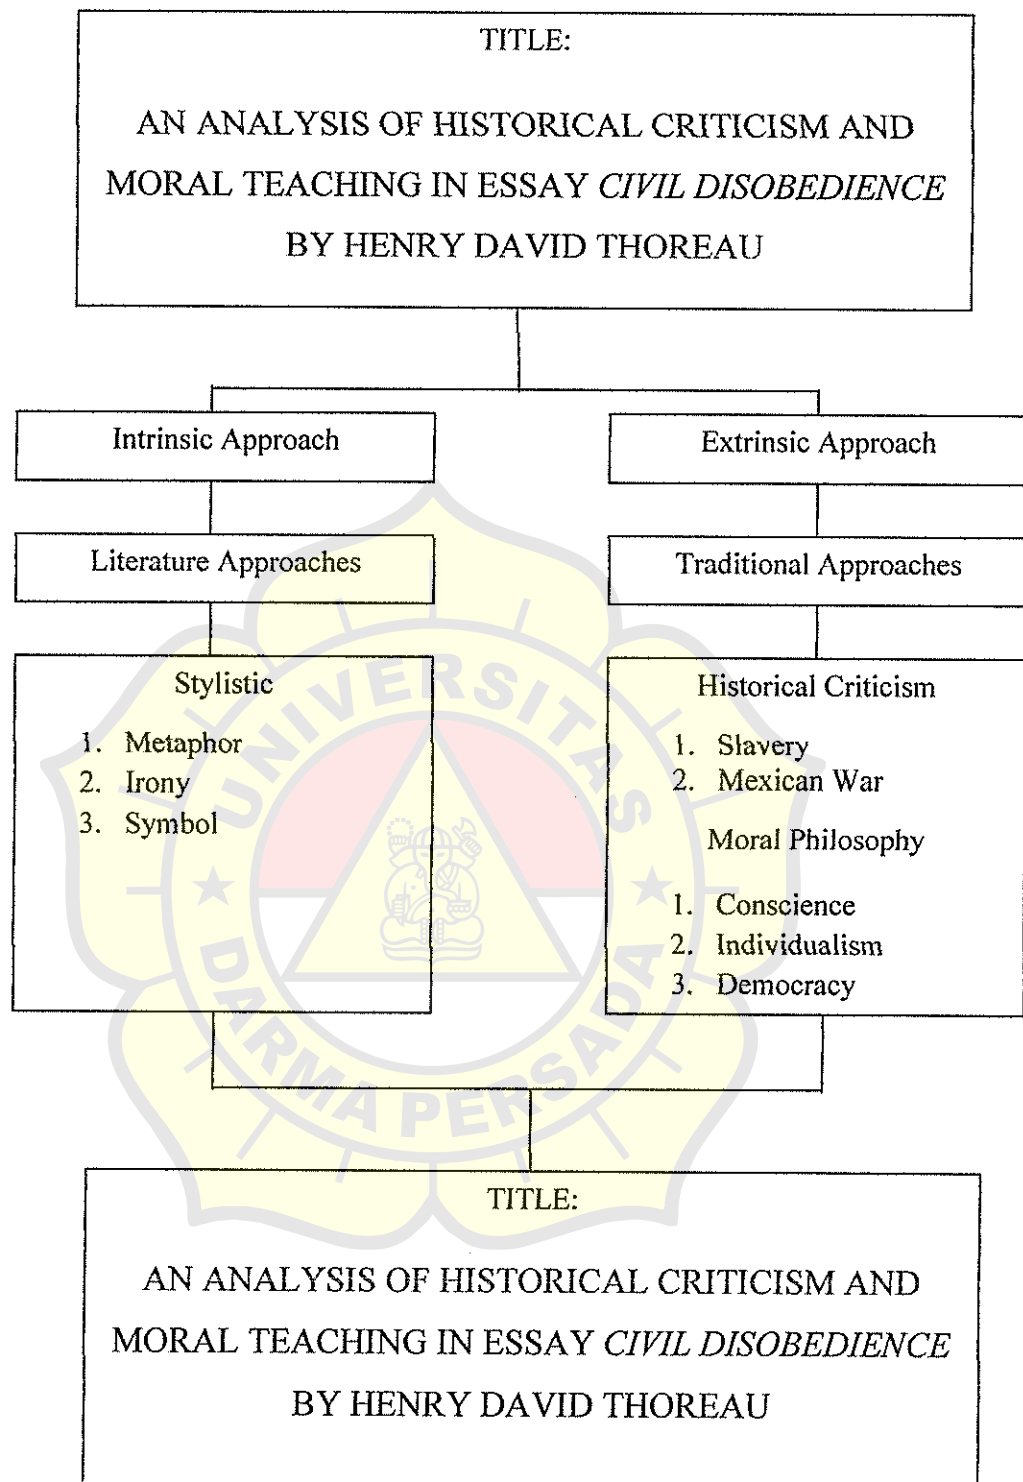 TITLE:
AN ANALYSIS OF HISTORICAL CRITICISM AND
MORAL TEACHING IN ESSAY CIVIL DISOBEDIENCE
BY HENRY DAVID THOREAU
Intrinsic Approach
Extrinsic Approach
Literature Approaches
Traditional Approaches
Stylistic
1. Metaphor
2. Irony
3. Symbol
Historical Criticism
1. Slavery
2. Mexican War
Moral Philosophy
1. Conscience
2. Individualism
3. Democracy
UNIVERSITAS
DARMA PERSADA
TITLE:
AN ANALYSIS OF HISTORICAL CRITICISM AND
MORAL TEACHING IN ESSAY CIVIL DISOBEDIENCE
BY HENRY DAVID THOREAU